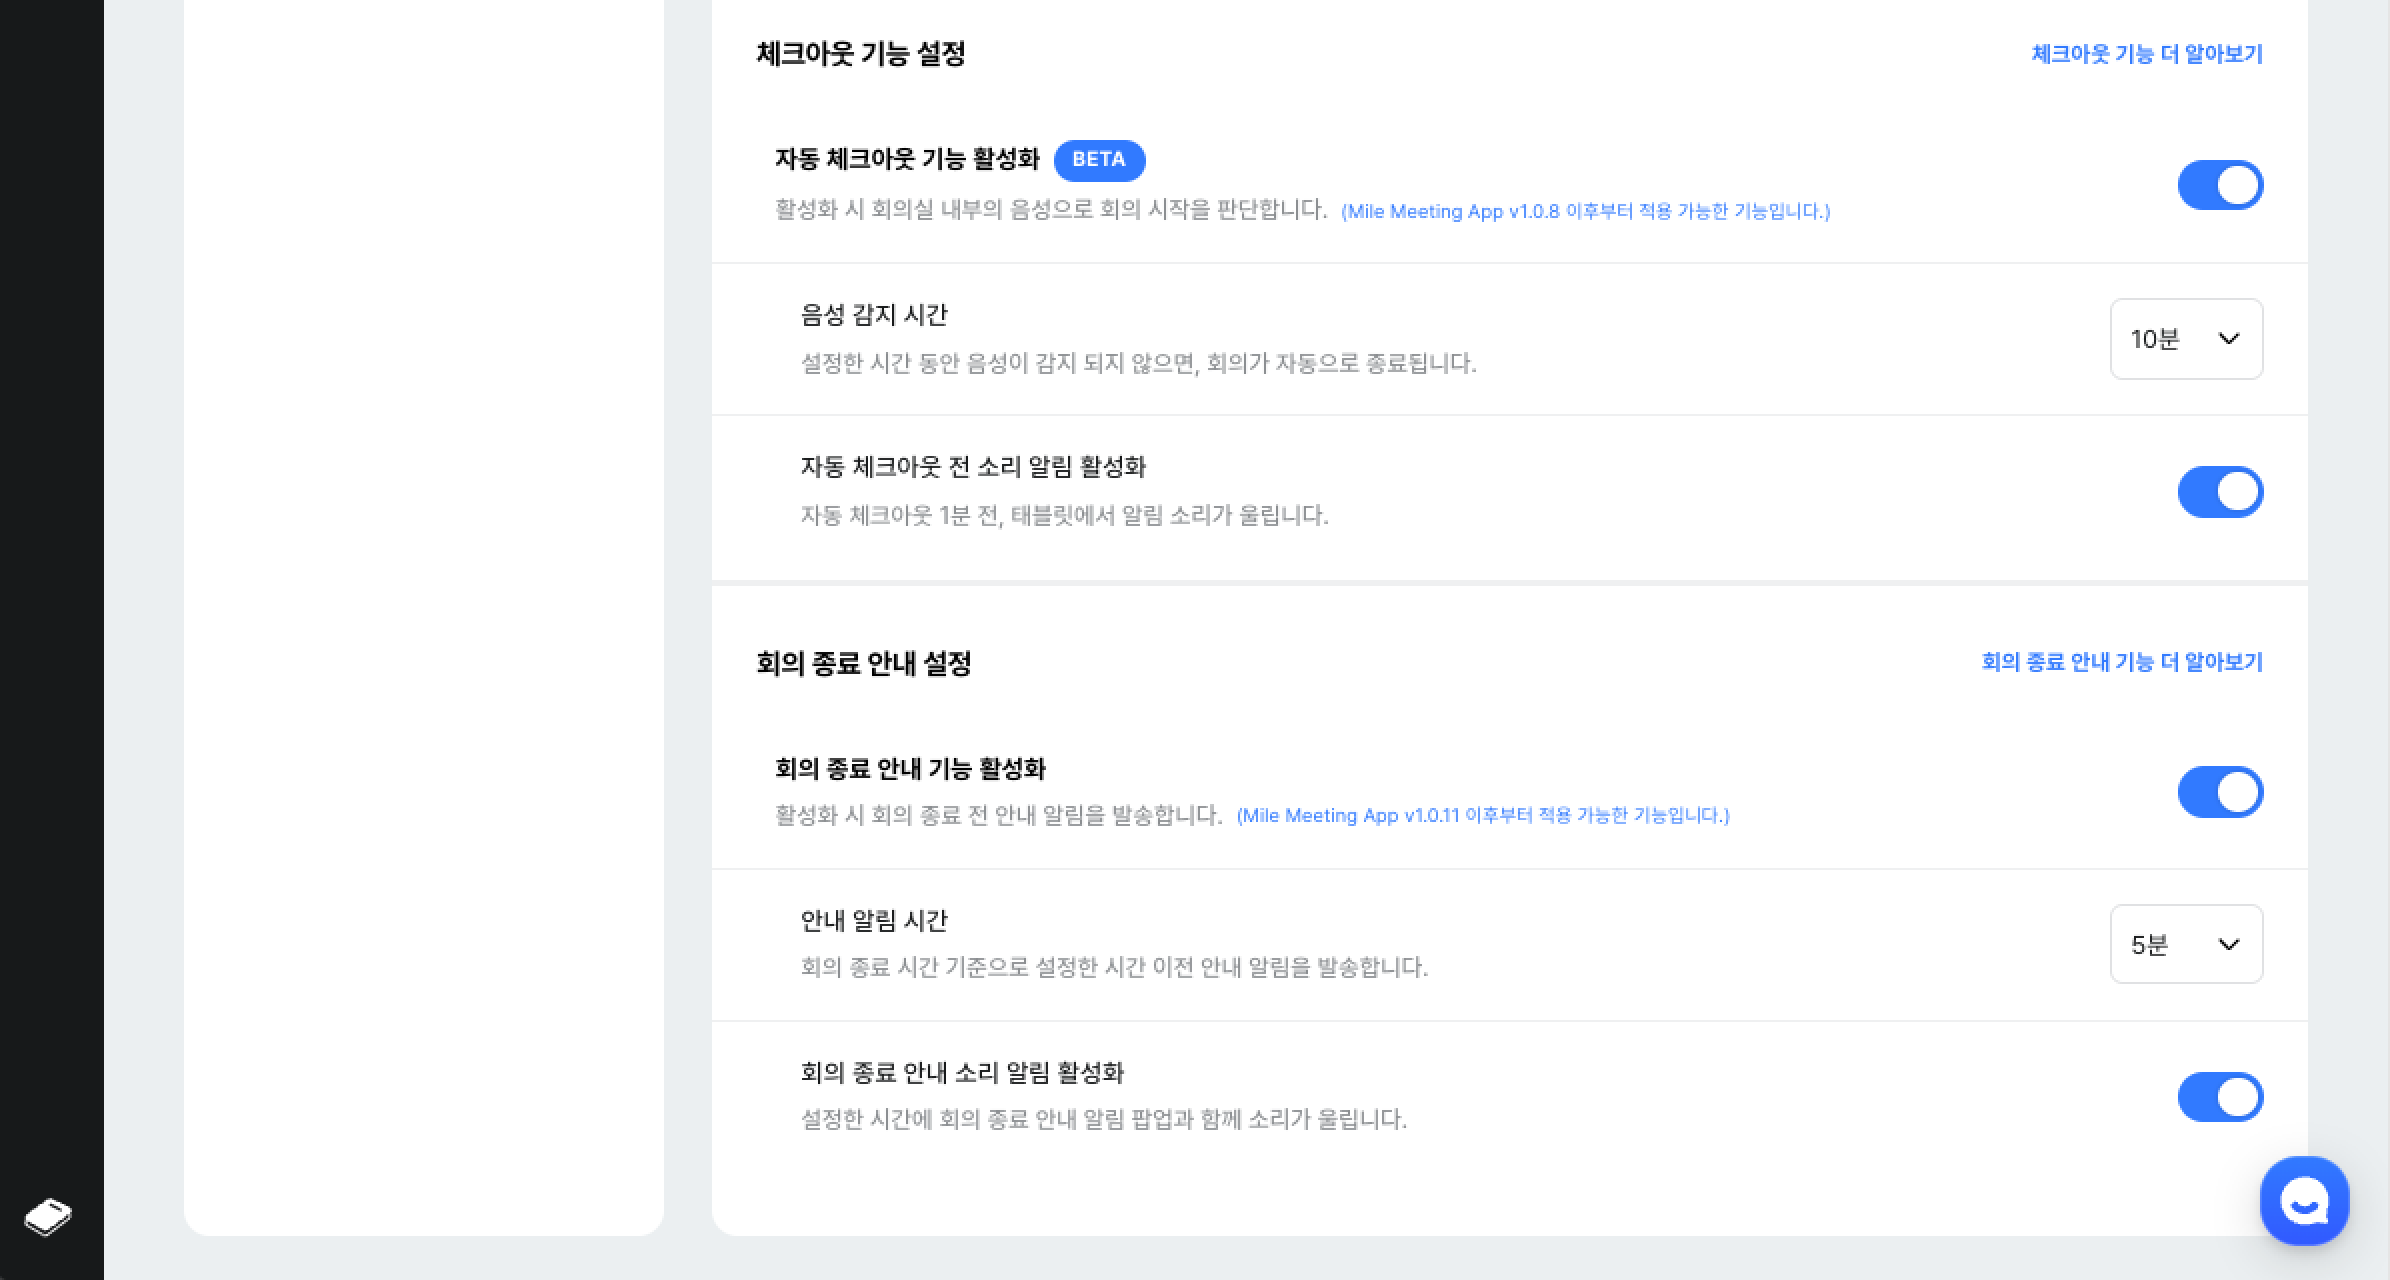 체크아웃 기능 설정
체크아웃 기능 더 알아보기
자동 체크아웃 기능 활성화 BETA
활성화 시 회의실 내부의 음성으로 회의 시작을 판단합니다. (Mile Meeting App v1.0.8 이후부터 적용 가능한 기능입니다.)
음성 감지 시간
10분
설정한 시간 동안 음성이 감지 되지 않으면, 회의가 자동으로 종료됩니다.
자동 체크아웃 전 소리 알림 활성화
자동 체크아웃 1분 전, 태블릿에서 알림 소리가 울립니다.
회의 종료 안내 설정
회의 종료 안내 기능 더 알아보기
회의 종료 안내 기능 활성화
활성화 시 회의 종료 전 안내 알림을 발송합니다. (Mile Meeting App v1.0.11 이후부터 적용 가능한 기능입니다.)
안내 알림 시간
5분
회의 종료 시간 기준으로 설정한 시간 이전 안내 알림을 발송합니다.
회의 종료 안내 소리 알림 활성화
설정한 시간에 회의 종료 안내 알림 팝업과 함께 소리가 울립니다.